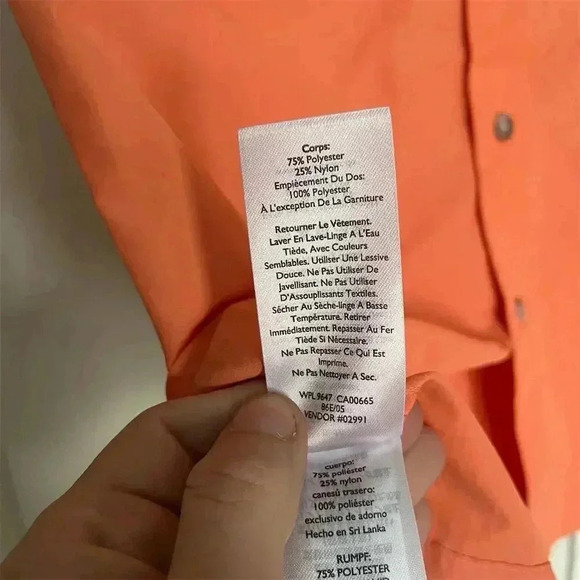 Corps:
75% Polyester
25% Nylon
Empiècement Du Dos:
100% Polyester
À L'exception De La Garniture
Retourner Le Vêtement.
Laver En Lave-Linge A L'Eau
Tiède, Avec Couleurs
Semblables. Utiliser Une Lessive
Douce. Ne Pas Utiliser De
Javellisant. Ne Pas Utiliser
D'Assouplissants Textiles.
Sécher Au Sèche-linge A Basse
Température. Retirer
Immédiatement. Repasser Au Fer
Tiède Si Nécessaire.
Ne Pas Repasser Ce Qui Est
Imprime.
Ne Pas Nettoyer A Sec.
WPL 9647 CA00665
86E/05
VENDOR #02991
cuerpo:
75% poliéster
25% nylon
canesú trasero:
100% poliéster
exclusivo de adorno
Hecho en Sri Lanka
RUMPF:
75% POLYESTER